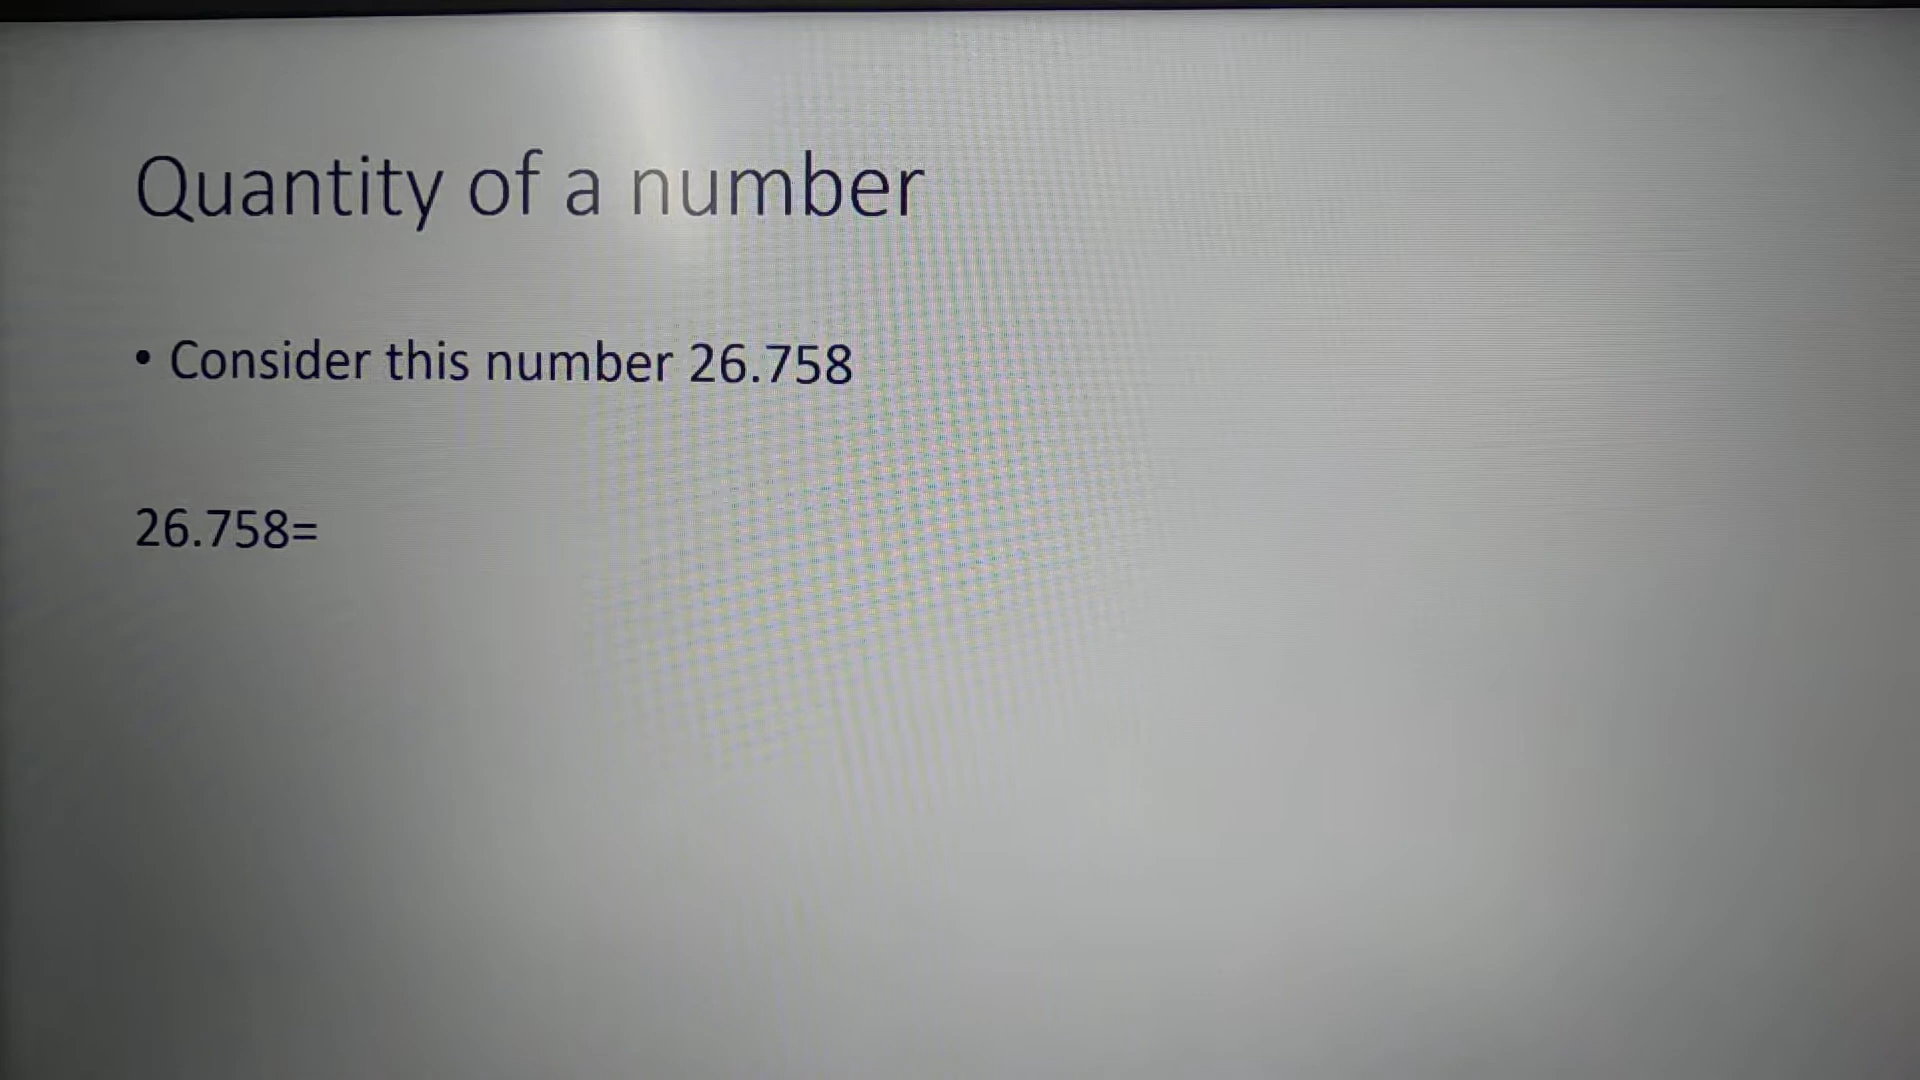 Quantity of a number
• Consider this number 26.758
26.758=